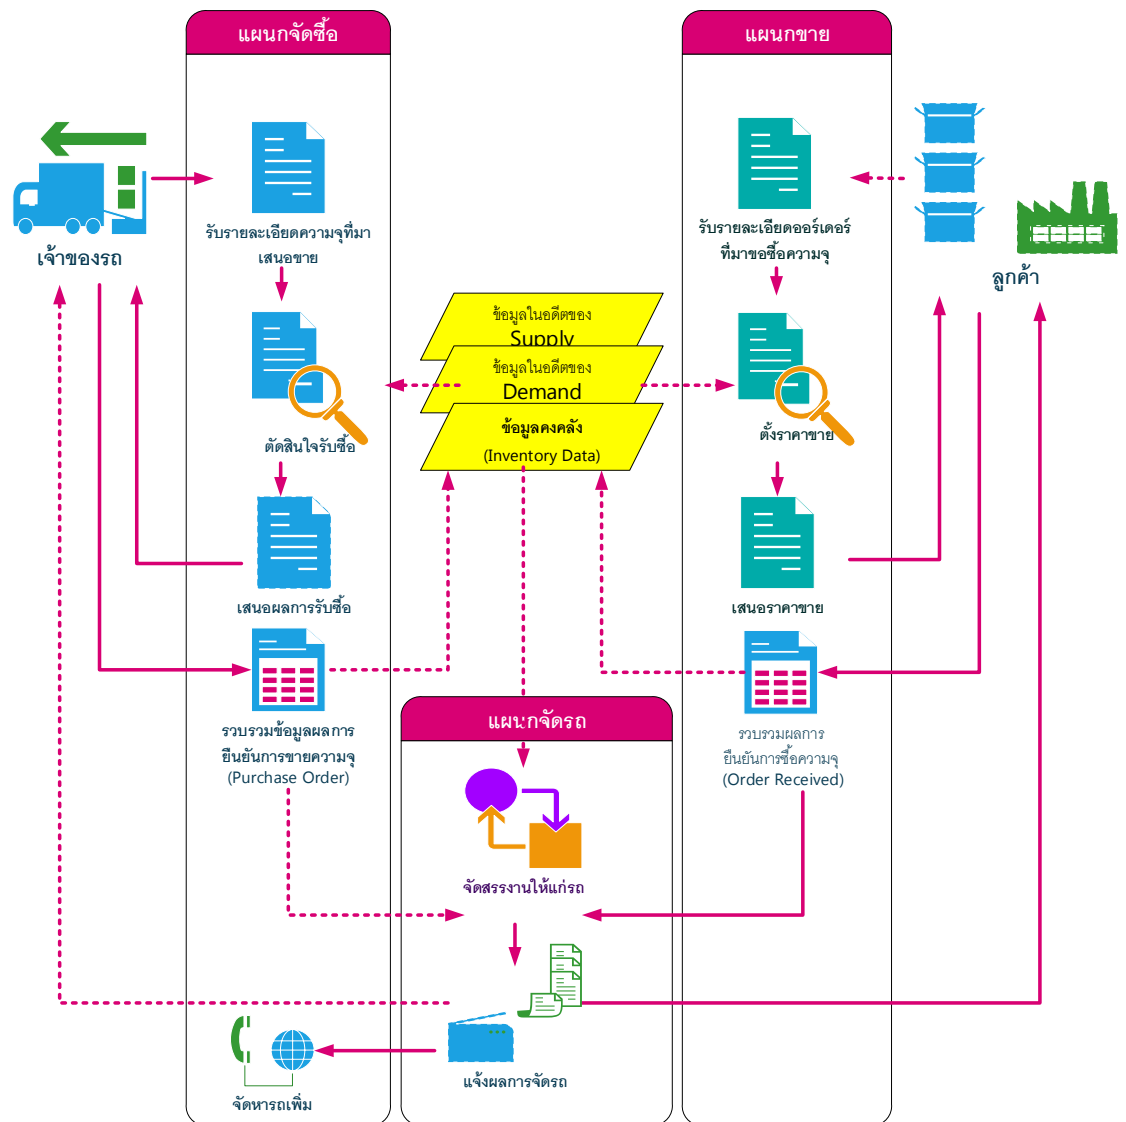 แผนกจัดซื้อ
แผนกขาย
เจ้าของรถ
รับรายละเอียดความจุที่มา
เสนอขาย
รับรายละเอียดออร์เดอร์
ที่มาขอซื้อความจุ
ลูกค้า
ข้อมูลในอดีตของ
Supply
ข้อมูลในอดีตของ
Demand
ข้อมูลคงคลัง
(Inventory Data)
ตัดสินใจรับซื้อ
ตั้งราคาขาย
เสนอผลการรับซื้อ
เสนอราคาขาย
รวบรวมข้อมูลผลการ
ยืนยันการขายความจุ
(Purchase Order)
แผนกจัดรถ
รวบรวมผลการ
ยืนยันการซื้อความจุ
(Order Received)
จัดสรรงานให้แก่รถ
แจ้งผลการจัดรถ
จัดหารถเพิ่ม